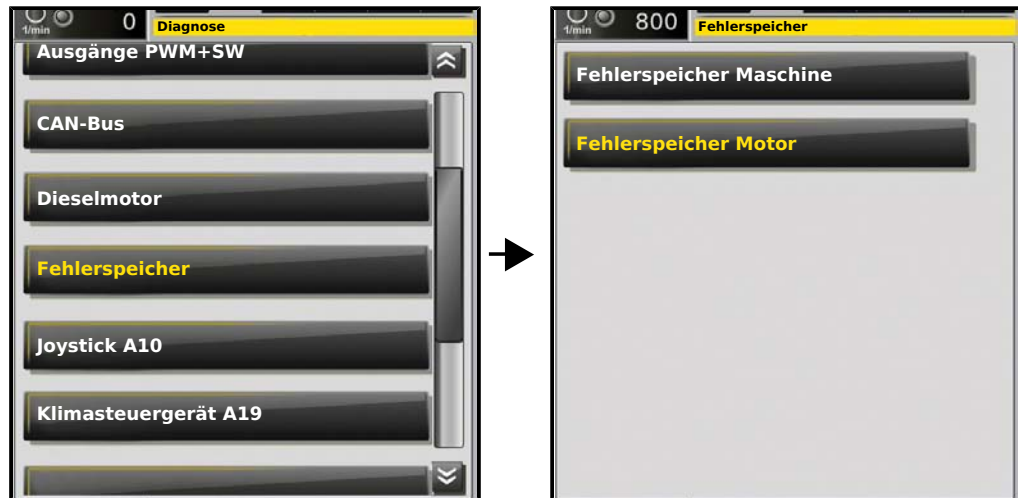 1/min 0 Diagnose
Ausgänge PWM+SW
CAN-Bus
Dieselmotor
Fehlerspeicher
Joystick A10
Klimasteuergerät A19
1/min 800 Fehlerspeicher
Fehlerspeicher Maschine
Fehlerspeicher Motor